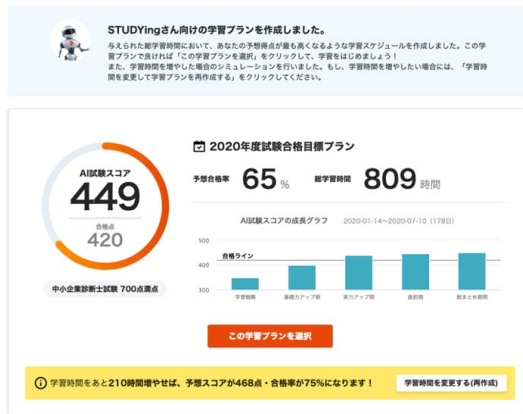 STUDYingさん向けの学習プランを作成しました。
与えられた総学習時間において、あなたの予想得点が最も高くなるような学習スケジュールを作成しました。この学
習プランで良ければ「この学習プランを選択」をクリックして、学習をはじめましょう！
また、学習時間を増やした場合のシミュレーションを行いました。もし、学習時間を増やしたい場合には、「学習時
間を変更して学習プランを再作成する」をクリックしてください。
2020年度試験合格目標プラン
AI試験スコア
449
合格点
420
中小企業診断士試験 700点満点
予想合格率 65 % 総学習時間 809 時間
AI試験スコアの成長グラフ 2020-01-14~2020-07-10（178日）
500
合格ライン
400
300
学習戦略 基礎力アップ期 実力アップ期 直前期 総まとめ期間
この学習プランを選択
学習時間をあと210時間増やせば、予想スコアが468点・合格率が75%になります！ 学習時間を変更する(再作成)